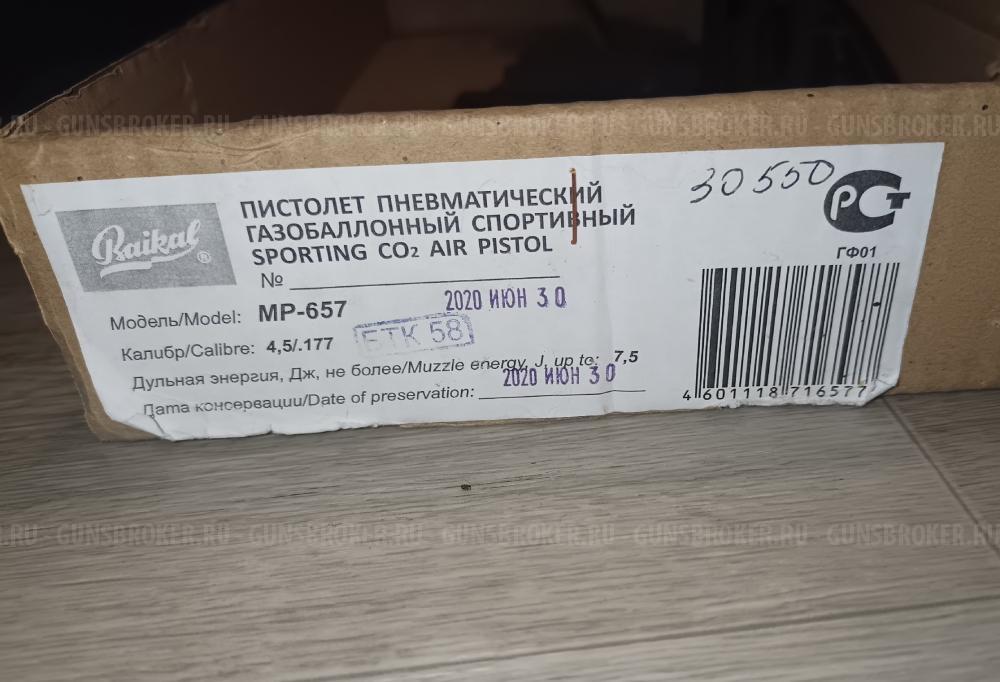 GUNSBROKER.RU GUNSBROKER.RU GUNSBROKER.RU GUNSBROKER.RU GUNSBROKER.RU
Baikal®
ПИСТОЛЕТ ПНЕВМАТИЧЕСКИЙ
ГАЗОБАЛЛОННЫЙ СПОРТИВНЫЙ
SPORTING CO2 AIR PISTOL
№
30550
РСТ
ГФ01
Модель/Model: МР-657
2020 ИЮН 30
Калибр/Calibre: 4,5/.177
БТК 58
Дульная энергия, Дж, не более/Muzzle energy, J, up to: 7,5
2020 ИЮН 30
Дата консервации/Date of preservation:
4 601118 716577
.RU GUNSBROKER.RU GUNSBROKER.RU GUNSBROKER.RU GUNSBROKER.RU